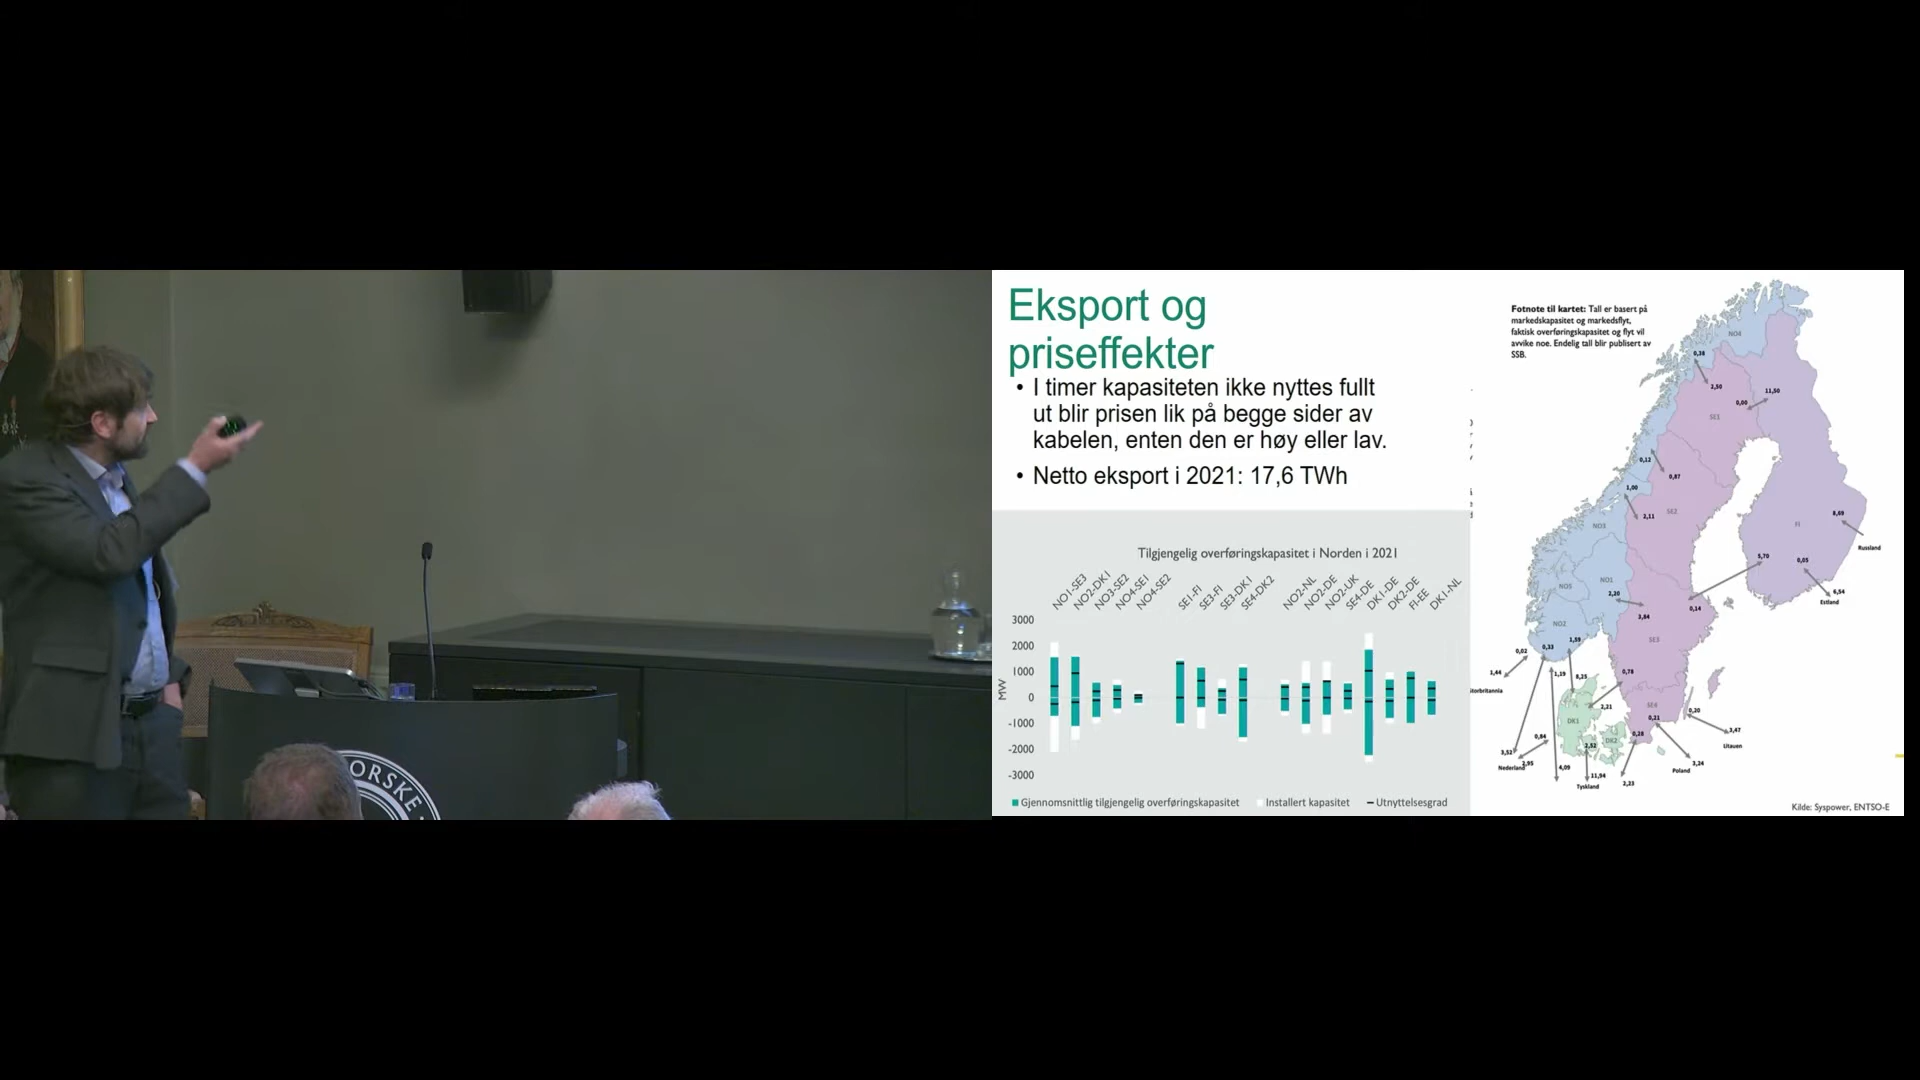 Eksport og
priseffekter
• I timer kapasiteten ikke nyttes fullt
ut blir prisen lik på begge sider av
kabelen, enten den er høy eller lav.
• Netto eksport i 2021: 17,6 TWh
Tilgjengelig overføringskapasitet i Norden i 2021
NO1-SE3
NO2-DK1
NO3-SE2
NO4-SE1
NO4-SE2
SE1-FI
SE3-FI
SE3-DK1
SE4-DK2
NO2-NL
NO2-DE
NO2-UK
SE4-DE
DK1-DE
DK2-DE
FI-EE
DK1-NL
3000
2000
1000
0
-1000
-2000
-3000
MW
Gjennomsnittlig tilgjengelig overføringskapasitet
Installert kapasitet
Utnyttelsesgrad
Fotnote til kartet: Tall er basert på
markedskapasitet og markedsflyt,
faktisk overføringskapasitet og flyt vil
avvike noe. Endelig tall blir publisert av
SSB.
NO4
0,38
2,50
11,50
0,00
SE1
0,12
0,87
1,00
2,11
SE2
NO3
FI
8,69
Russland
5,70
0,05
6,54
Estland
NO5
NO1
2,20
0,14
3,84
NO2
SE3
1,59
0,33
0,02
1,44
storbritannia
1,19
6,25
0,78
2,21
DK1
SE4
0,21
0,20
3,47
Litauen
0,84
DK2
0,28
2,52
3,52
2,95
Nederland
4,09
11,94
Tyskland
2,23
3,24
Poland
Kilde: Syspower, ENTSO-E
ORSKE